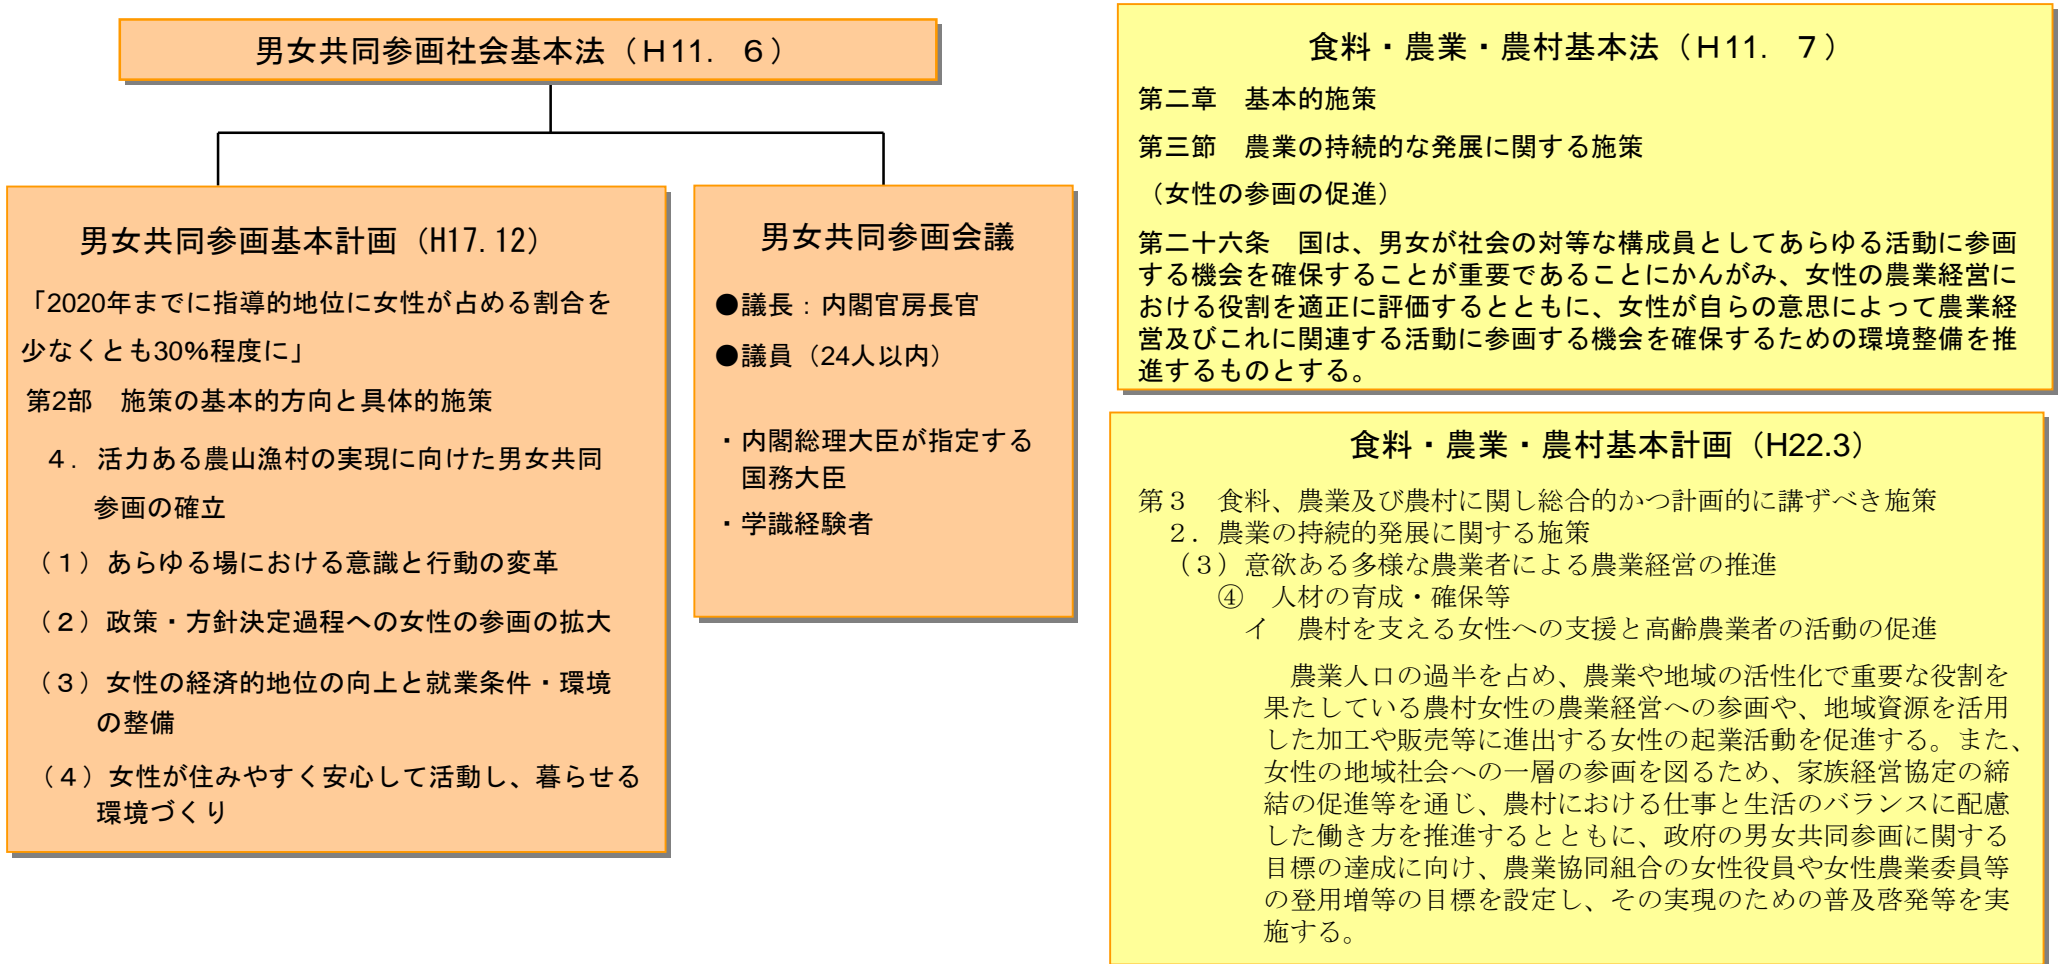 男女共同参画社会基本法（Ｈ11．　６）
男女共同参画基本計画（H17.12）
「2020年までに指導的地位に女性が占める割合を
少なくとも30%程度に」
第2部　施策の基本的方向と具体的施策
４．活力ある農山漁村の実現に向けた男女共同
参画の確立
（１）あらゆる場における意識と行動の変革
（２）政策・方針決定過程への女性の参画の拡大
（３）女性の経済的地位の向上と就業条件・環境
の整備
（４）女性が住みやすく安心して活動し、暮らせる
環境づくり
男女共同参画会議
●議長：内閣官房長官
●議員（24人以内）
・内閣総理大臣が指定する
国務大臣
・学識経験者
食料・農業・農村基本法（Ｈ11．　７）
第二章　基本的施策
第三節　農業の持続的な発展に関する施策
（女性の参画の促進）
第二十六条　国は、男女が社会の対等な構成員としてあらゆる活動に参画
する機会を確保することが重要であることにかんがみ、女性の農業経営に
おける役割を適正に評価するとともに、女性が自らの意思によって農業経
営及びこれに関連する活動に参画する機会を確保するための環境整備を推
進するものとする。
食料・農業・農村基本計画（H22.3）
第３　食料、農業及び農村に関し総合的かつ計画的に講ずべき施策
２．農業の持続的発展に関する施策
（３）意欲ある多様な農業者による農業経営の推進
④　人材の育成・確保等
イ　農村を支える女性への支援と高齢農業者の活動の促進
農業人口の過半を占め、農業や地域の活性化で重要な役割を
果たしている農村女性の農業経営への参画や、地域資源を活用
した加工や販売等に進出する女性の起業活動を促進する。また、
女性の地域社会への一層の参画を図るため、家族経営協定の締
結の促進等を通じ、農村における仕事と生活のバランスに配慮
した働き方を推進するとともに、政府の男女共同参画に関する
目標の達成に向け、農業協同組合の女性役員や女性農業委員等
の登用増等の目標を設定し、その実現のための普及啓発等を実
施する。